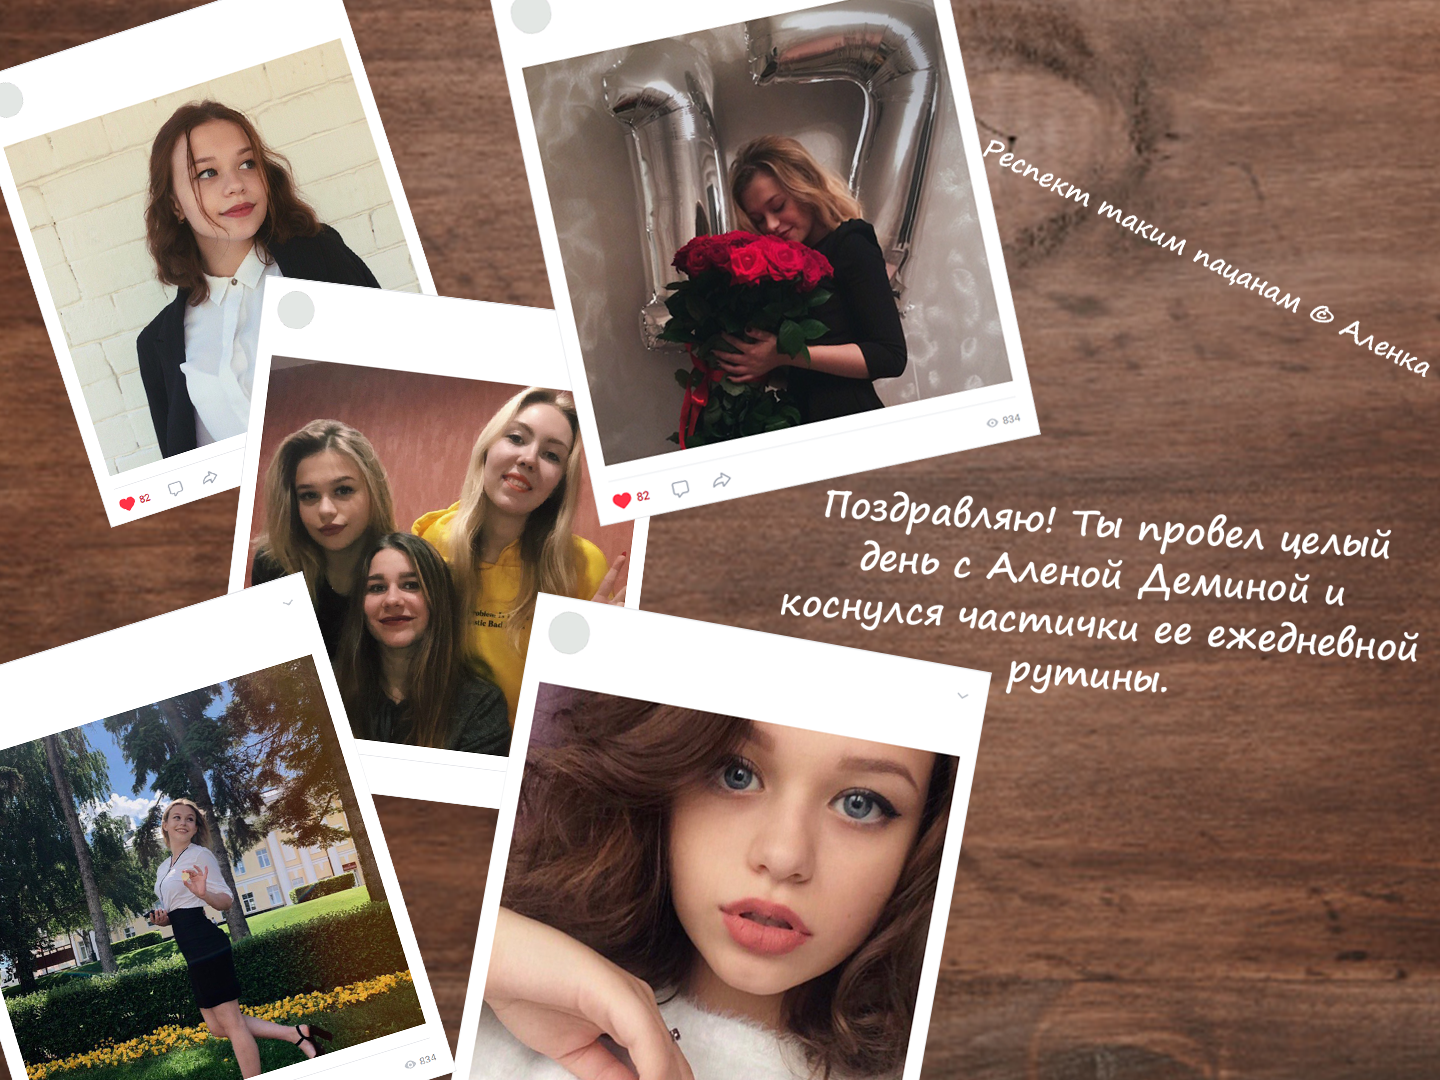 Респект таким пацанам © Аленка
834
82
82
Поздравляю! Ты провел целый
день с Аленой Деминой и
коснулся частички ее ежедневной
рутины.
834